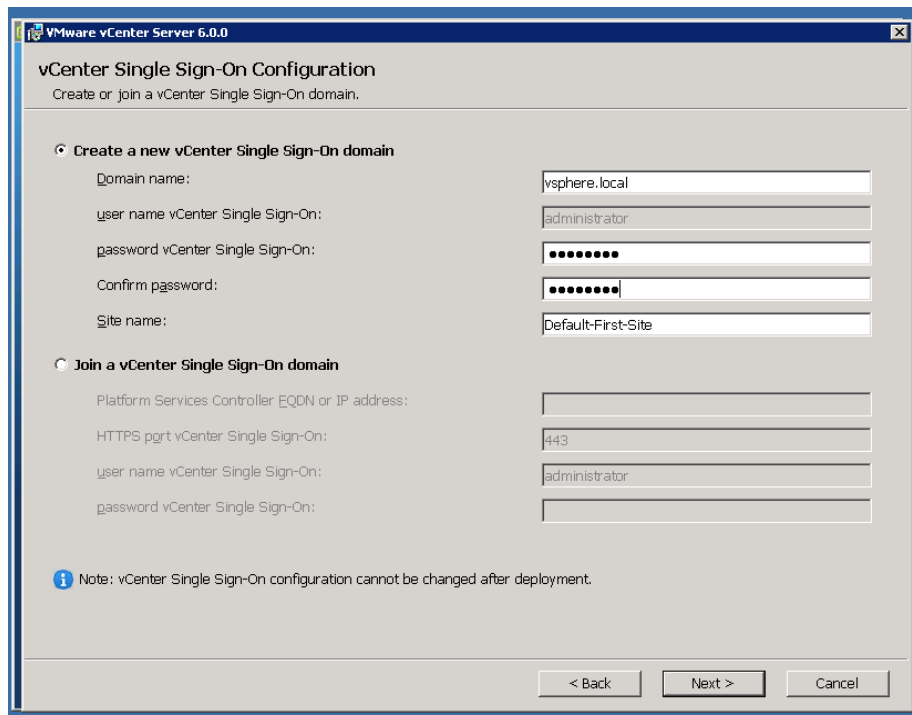 VMware vCenter Server 6.0.0
vCenter Single Sign-On Configuration
Create or join a vCenter Single Sign-On domain.
Create a new vCenter Single Sign-On domain
Domain name: vsphere.local
user name vCenter Single Sign-On: administrator
password vCenter Single Sign-On: ●●●●●●●●
Confirm password: ●●●●●●●●
Site name: Default-First-Site
Join a vCenter Single Sign-On domain
Platform Services Controller FQDN or IP address:
HTTPS port vCenter Single Sign-On: 443
user name vCenter Single Sign-On: administrator
password vCenter Single Sign-On:
Note: vCenter Single Sign-On configuration cannot be changed after deployment.
< Back Next > Cancel